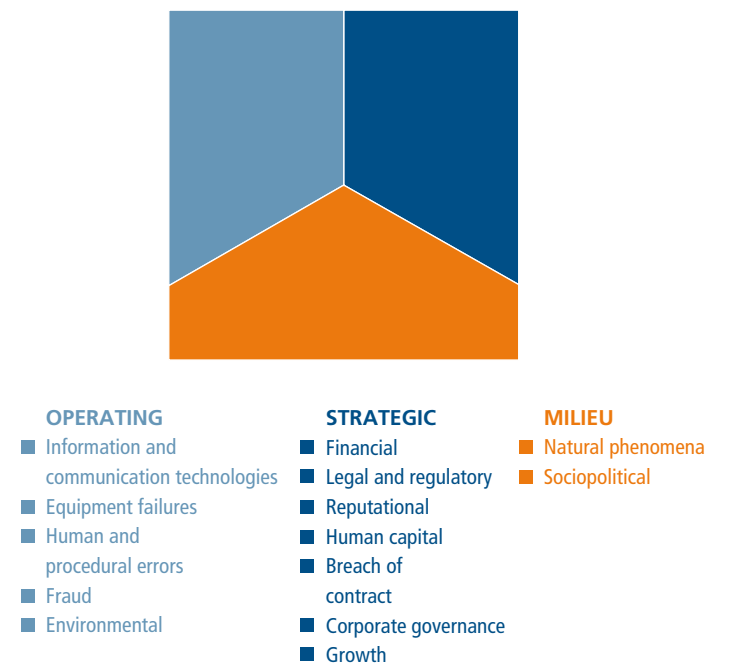 OPERATING
Information and
communication technologies
Equipment failures
Human and
procedural errors
Fraud
Environmental
STRATEGIC
Financial
Legal and regulatory
Reputational
Human capital
Breach of
contract
Corporate governance
Growth
MILIEU
Natural phenomena
Sociopolitical